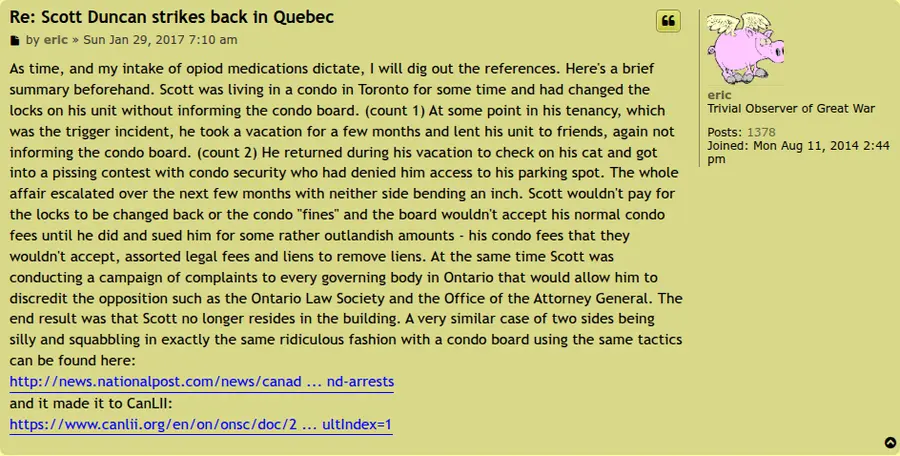 Re: Scott Duncan strikes back in Quebec
by eric » Sun Jan 29, 2017 7:10 am
As time, and my intake of opiod medications dictate, I will dig out the references. Here's a brief
summary beforehand. Scott was living in a condo in Toronto for some time and had changed the
locks on his unit without informing the condo board. (count 1) At some point in his tenancy, which
was the trigger incident, he took a vacation for a few months and lent his unit to friends, again not
informing the condo board. (count 2) He returned during his vacation to check on his cat and got
into a pissing contest with condo security who had denied him access to his parking spot. The whole
affair escalated over the next few months with neither side bending an inch. Scott wouldn't pay for
the locks to be changed back or the condo "fines" and the board wouldn't accept his normal condo
fees until he did and sued him for some rather outlandish amounts - his condo fees that they
wouldn't accept, assorted legal fees and liens to remove liens. At the same time Scott was
conducting a campaign of complaints to every governing body in Ontario that would allow him to
discredit the opposition such as the Ontario Law Society and the Office of the Attorney General. The
end result was that Scott no longer resides in the building. A very similar case of two sides being
silly and squabbling in exactly the same ridiculous fashion with a condo board using the same tactics
can be found here:
http://news.nationalpost.com/news/canad ... nd-arrests
and it made it to CanLII:
https://www.canlii.org/en/on/onsc/doc/2 ... ultIndex=1
eric
Trivial Observer of Great War
Posts: 1378
Joined: Mon Aug 11, 2014 2:44
pm